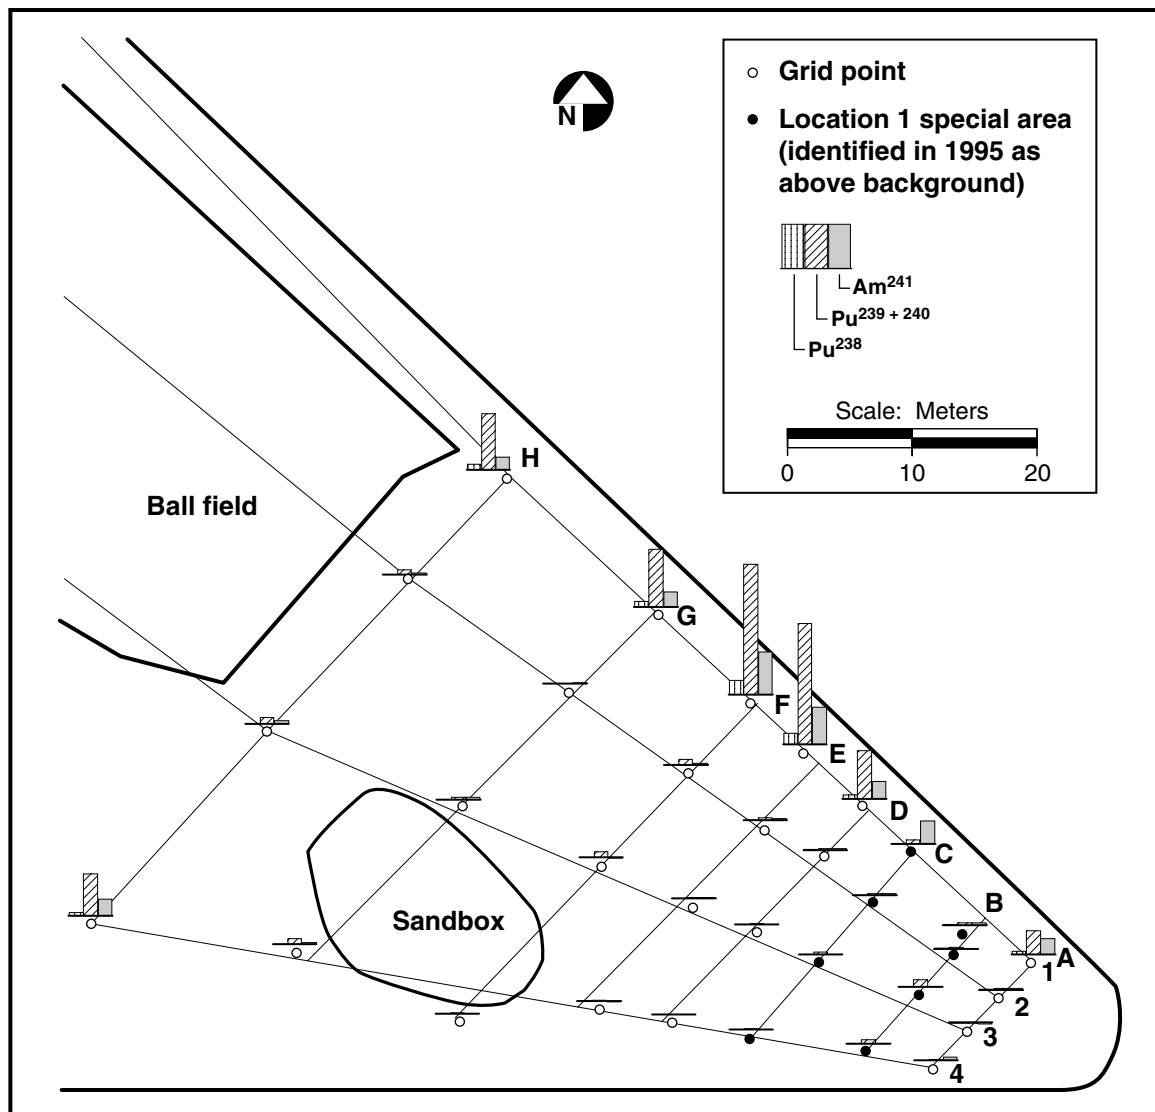 N
Grid point
Location 1 special area
(identified in 1995 as
above background)
Am241
Pu239 + 240
Pu238
Scale: Meters
0 10 20
H
Ball field
G
F
E
D
C
B
Sandbox
A
1
2
3
4